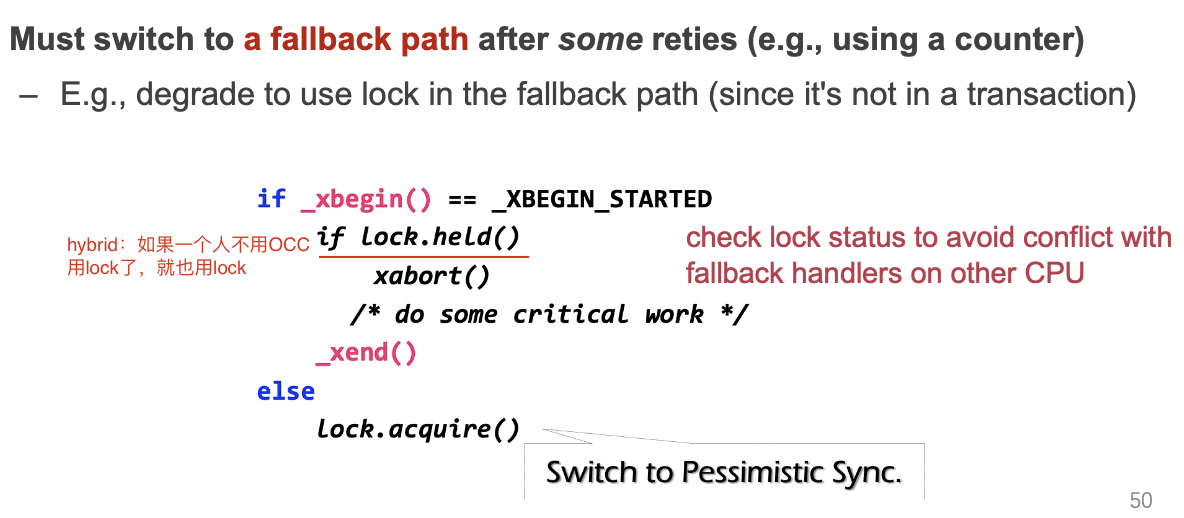 Must switch to a fallback path after some reties (e.g., using a counter)
– E.g., degrade to use lock in the fallback path (since it's not in a transaction)
if _xbegin() == _XBEGIN_STARTED
hybrid：如果一个人不用OCC
用lock了，就也用lock
if lock.held()
check lock status to avoid conflict with
fallback handlers on other CPU
xabort()
/* do some critical work */
_xend()
else
lock.acquire()
Switch to Pessimistic Sync.
50